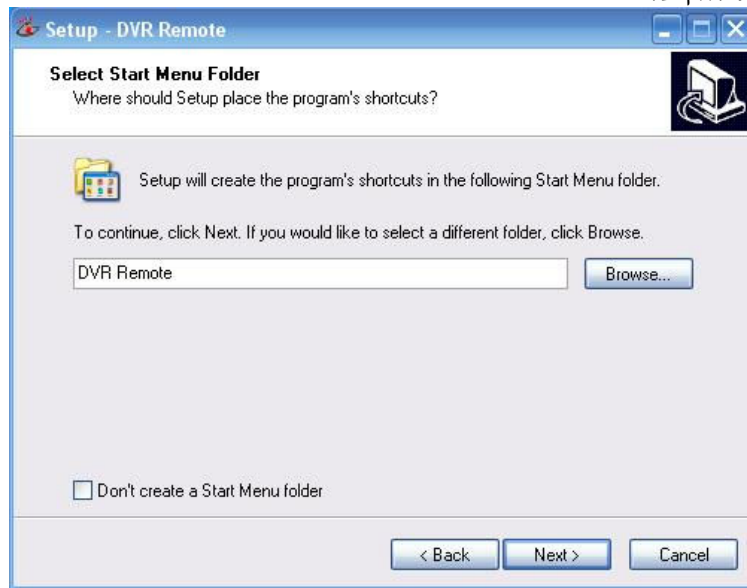 Setup - DVR Remote
Select Start Menu Folder
Where should Setup place the program's shortcuts?
Setup will create the program's shortcuts in the following Start Menu folder.
To continue, click Next. If you would like to select a different folder, click Browse.
DVR Remote
Browse...
Don't create a Start Menu folder
< Back
Next >
Cancel